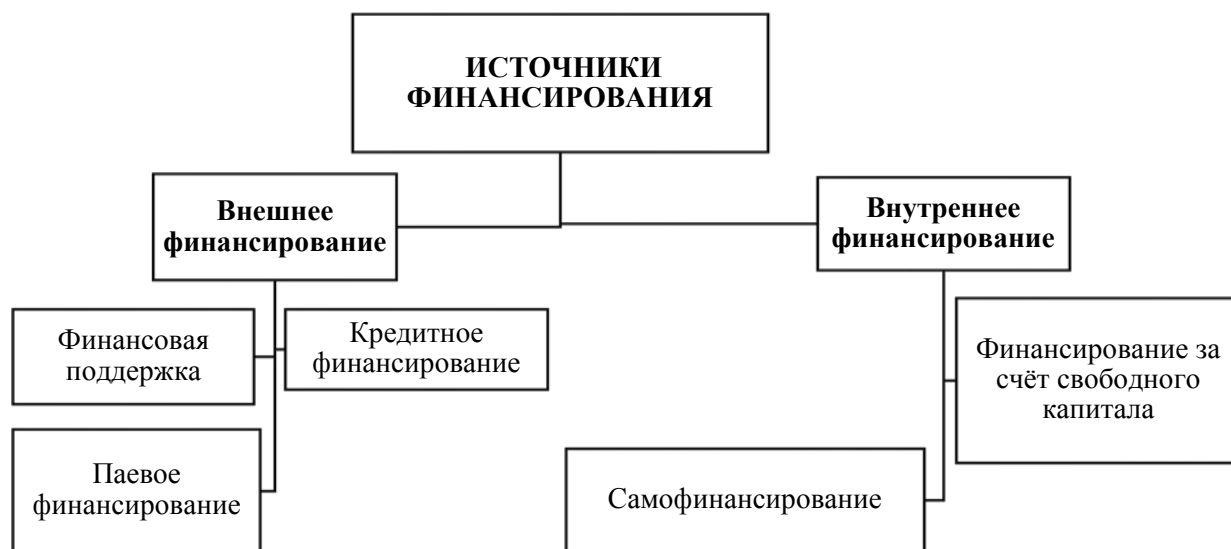 ИСТОЧНИКИ
ФИНАНСИРОВАНИЯ
Внешнее
финансирование
Внутреннее
финансирование
Финансовая
поддержка
Кредитное
финансирование
Финансирование за
счёт свободного
капитала
Паевое
финансирование
Самофинансирование